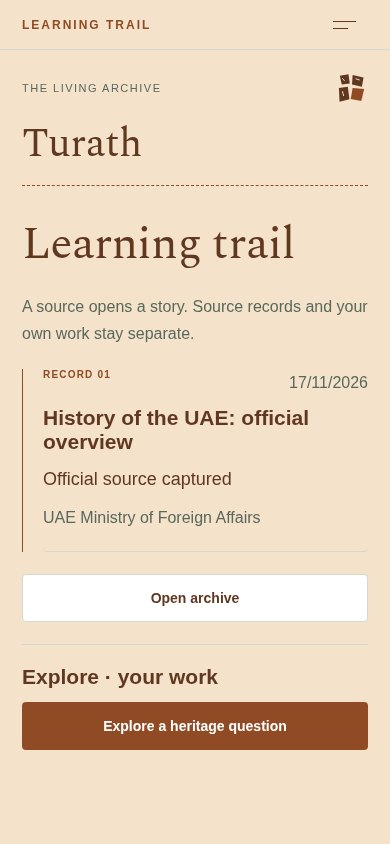 LEARNING TRAIL
THE LIVING ARCHIVE
Turath
Learning trail
A source opens a story. Source records and your
own work stay separate.
RECORD 01
17/11/2026
History of the UAE: official
overview
Official source captured
UAE Ministry of Foreign Affairs
Open archive
Explore · your work
Explore a heritage question